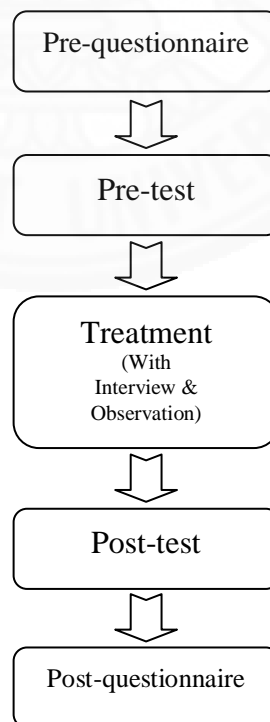 Pre-questionnaire
Pre-test
Treatment
(With
Interview &
Observation)
Post-test
Post-questionnaire